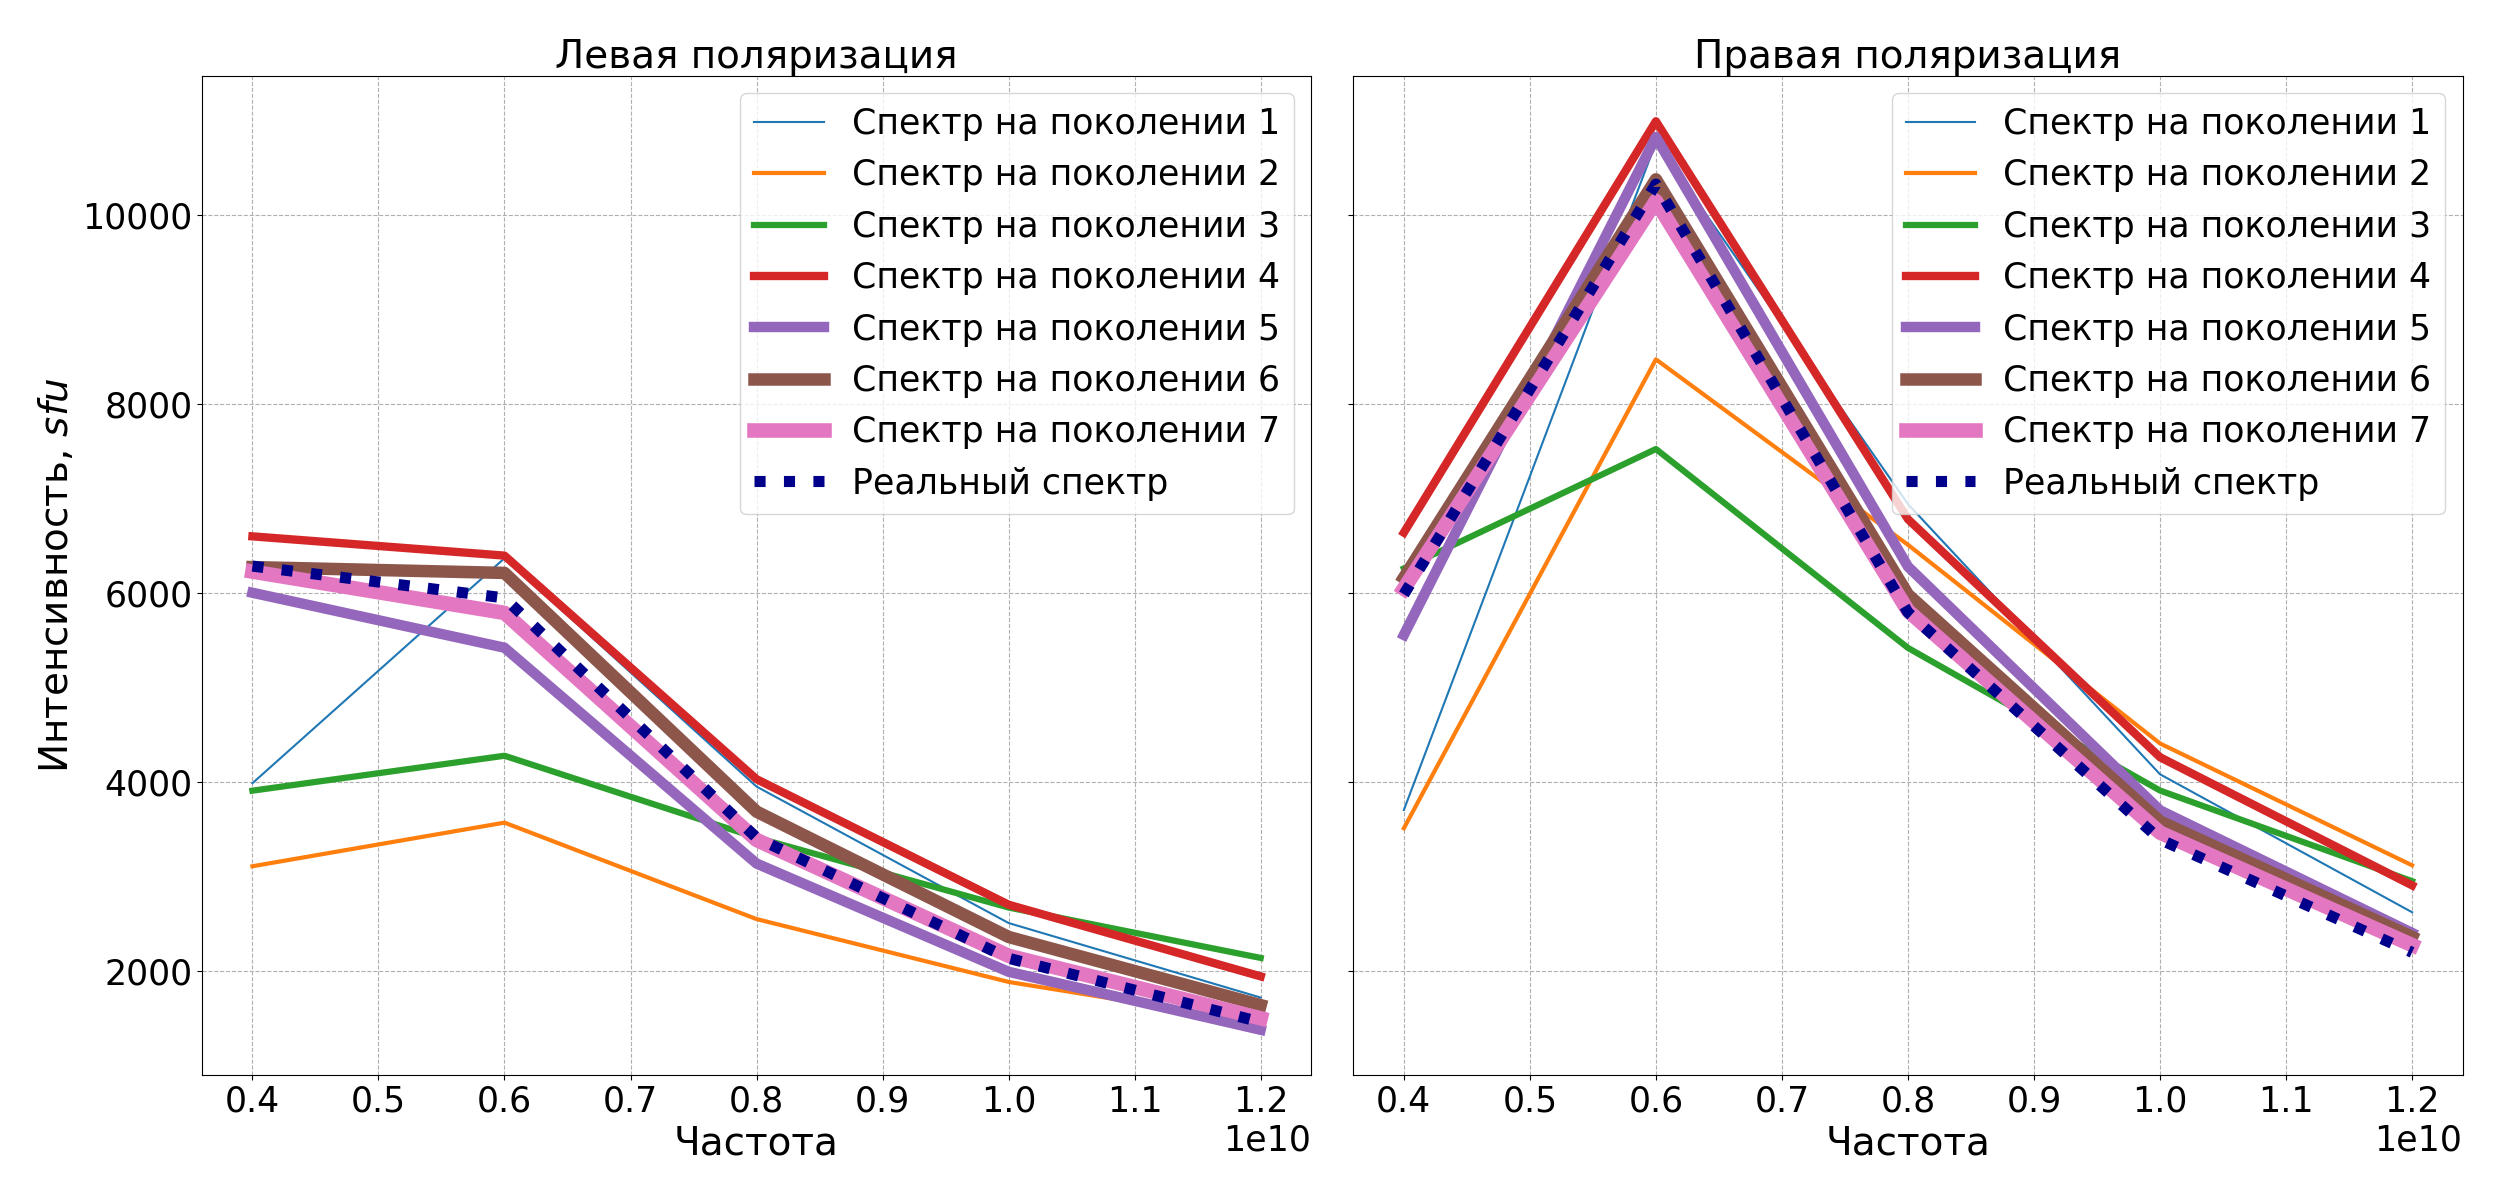 Левая поляризация
Правая поляризация
Интенсивность, sfu
10000
8000
6000
4000
2000
Спектр на поколении 1
Спектр на поколении 2
Спектр на поколении 3
Спектр на поколении 4
Спектр на поколении 5
Спектр на поколении 6
Спектр на поколении 7
Реальный спектр
0.4 0.5 0.6 0.7 0.8 0.9 1.0 1.1 1.2
Частота
1e10
Спектр на поколении 1
Спектр на поколении 2
Спектр на поколении 3
Спектр на поколении 4
Спектр на поколении 5
Спектр на поколении 6
Спектр на поколении 7
Реальный спектр
0.4 0.5 0.6 0.7 0.8 0.9 1.0 1.1 1.2
Частота
1e10